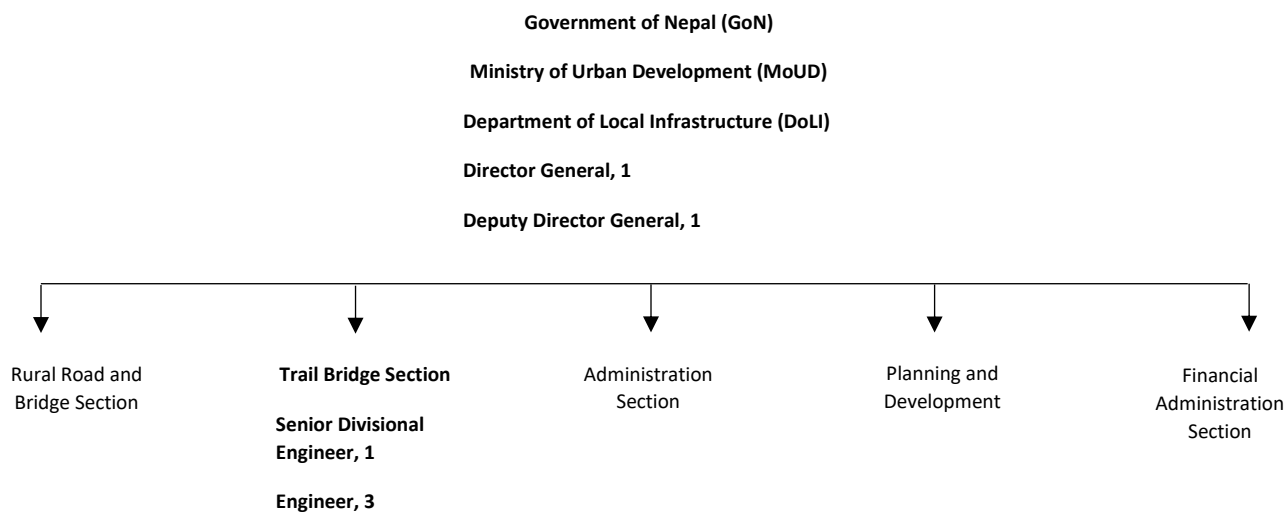 Government of Nepal (GoN)
Ministry of Urban Development (MoUD)
Department of Local Infrastructure (DoLI)
Director General, 1
Deputy Director General, 1
Rural Road and
Bridge Section
Trail Bridge Section
Senior Divisional
Engineer, 1
Engineer, 3
Administration
Section
Planning and
Development
Financial
Administration
Section